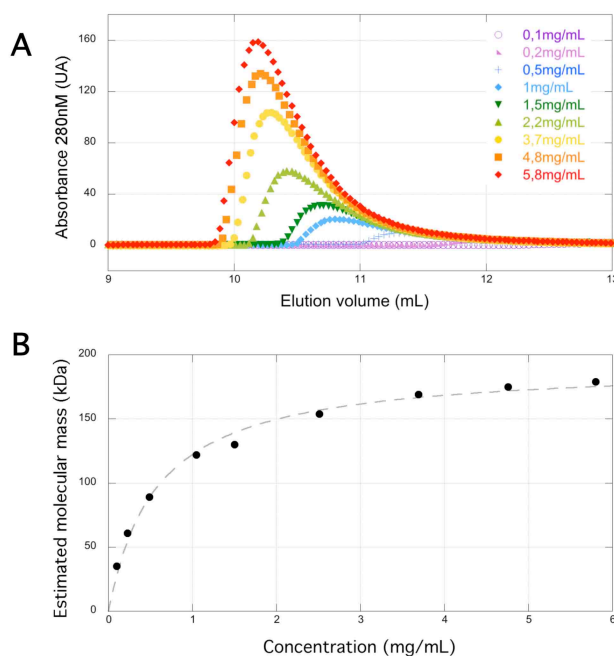 A
Absorbance 280nM (UA)
160
120
80
40
0
9
10
11
12
13
Elution volume (mL)
0,1mg/mL
0,2mg/mL
0,5mg/mL
1mg/mL
1,5mg/mL
2,2mg/mL
3,7mg/mL
4,8mg/mL
5,8mg/mL
B
Estimated molecular mass (kDa)
200
150
100
50
0
0
1
2
3
4
5
6
Concentration (mg/mL)